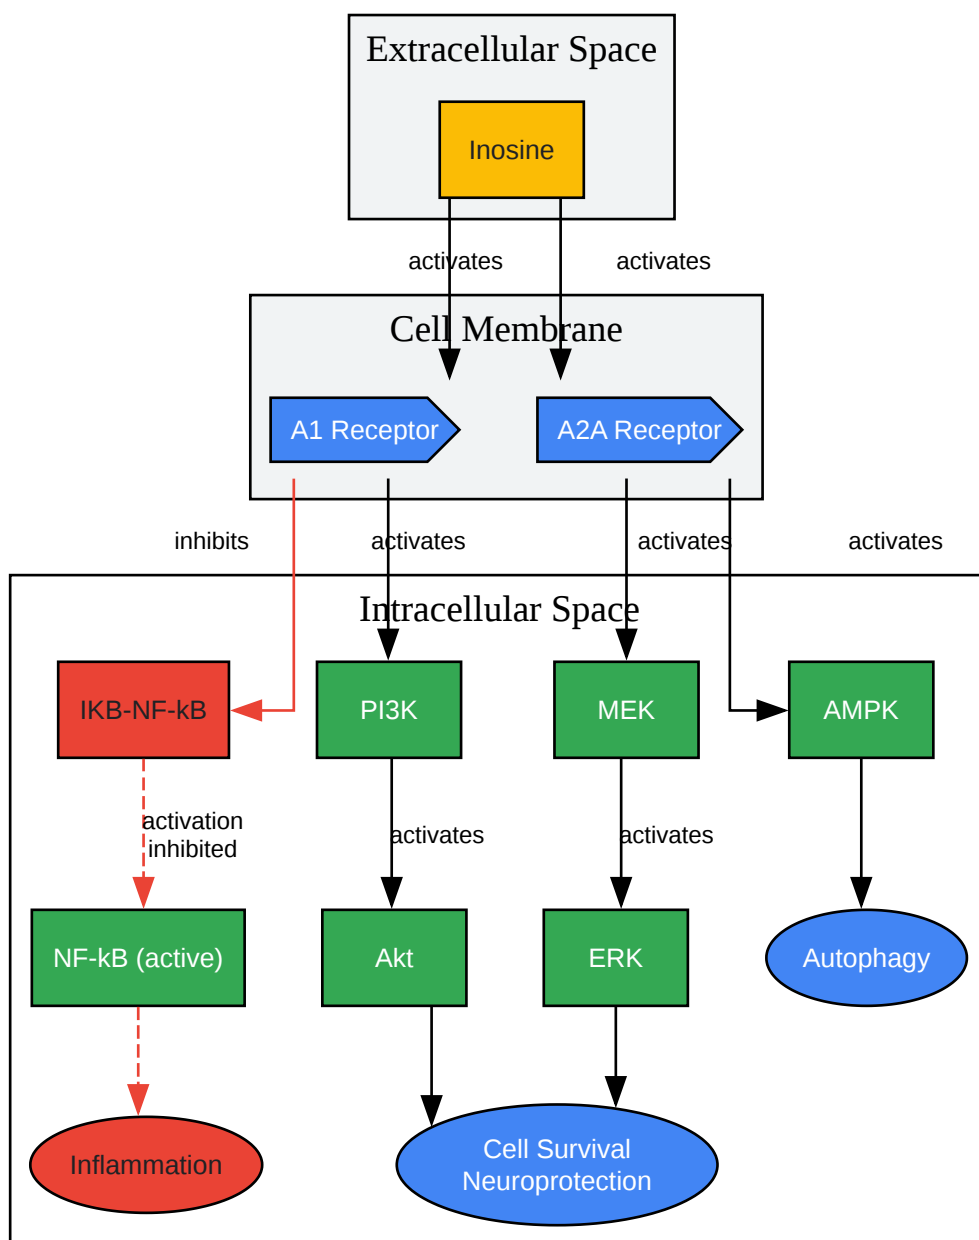 Extracellular Space
Inosine
activates
activates
Cell Membrane
A1 Receptor
A2A Receptor
inhibits
activates
activates
activates
Intracellular Space
IKB-NF-kB
PI3K
MEK
AMPK
activation
inhibited
activates
activates
NF-kB (active)
Akt
ERK
Autophagy
Inflammation
Cell Survival
Neuroprotection